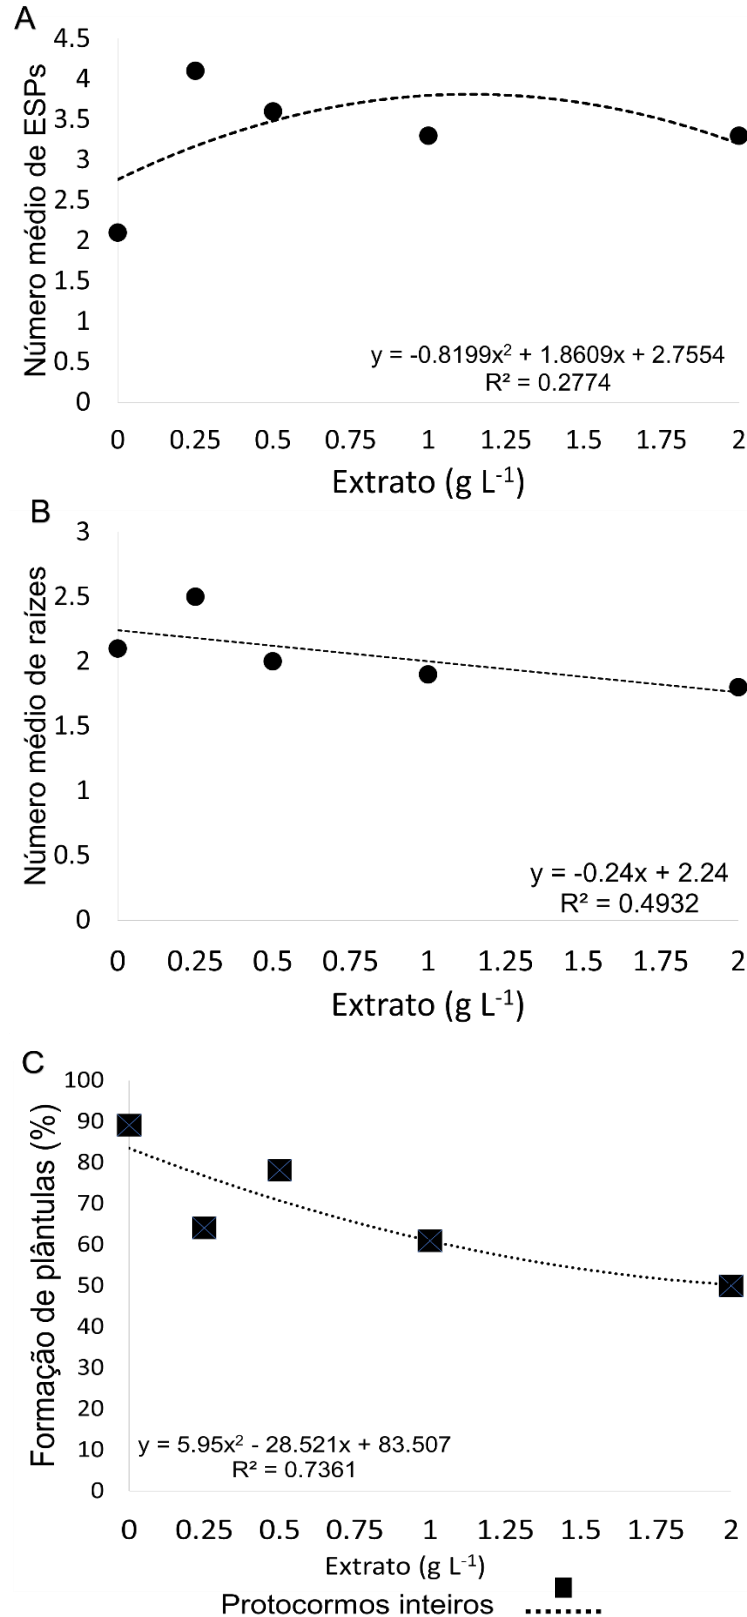 A
Número médio de ESPs
4.5
4
3.5
3
2.5
2
1.5
1
0.5
0
y = -0.8199x² + 1.8609x + 2.7554
R² = 0.2774
0 0.25 0.5 0.75 1 1.25 1.5 1.75 2
Extrato (g L⁻¹)
B
Número médio de raízes
3
2.5
2
1.5
1
0.5
0
y = -0.24x + 2.24
R² = 0.4932
0 0.25 0.5 0.75 1 1.25 1.5 1.75 2
Extrato (g L⁻¹)
C
Formação de plântulas (%)
100
90
80
70
60
50
40
30
20
10
0
y = 5.95x² - 28.521x + 83.507
R² = 0.7361
0 0.25 0.5 0.75 1 1.25 1.5 1.75 2
Extrato (g L⁻¹)
Protocormos inteiros